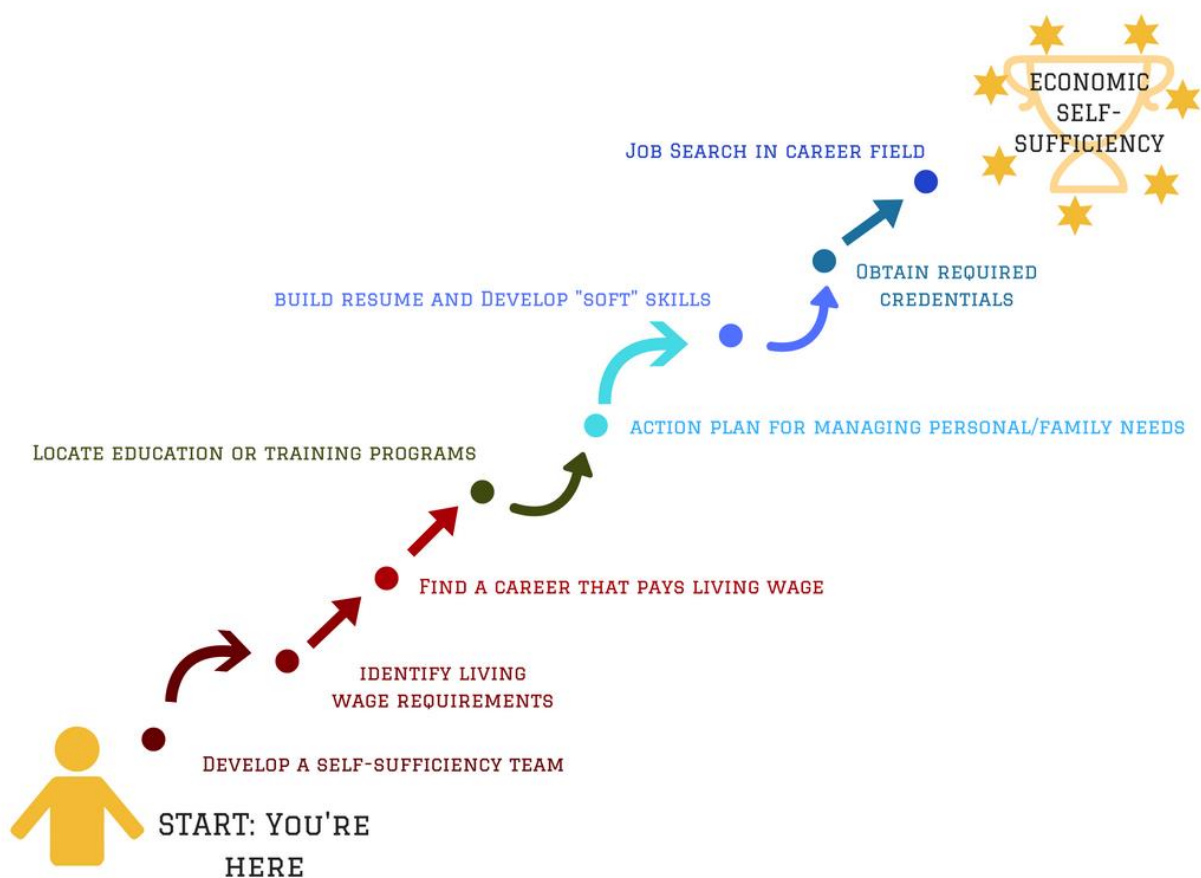 ECONOMIC
SELF-
SUFFICIENCY
Job Search in career field
Obtain required
credentials
build resume and Develop "soft" skills
action plan for managing personal/family needs
Locate education or training programs
Find a career that pays living wage
identify living
wage requirements
Develop a self-sufficiency team
START: You're
here